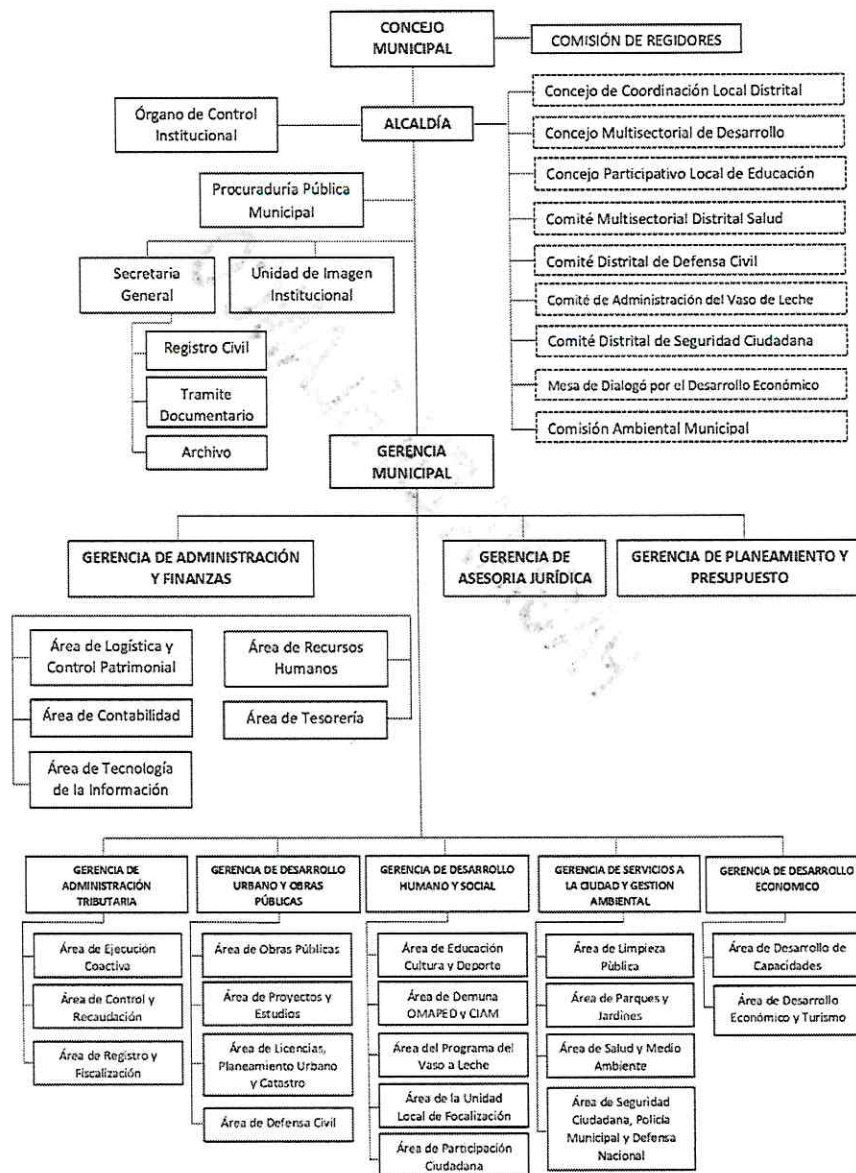 CONCEJO
MUNICIPAL
COMISIÓN DE REGIDORES
Órgano de Control
Institucional
ALCALDÍA
Concejo de Coordinación Local Distrital
Concejo Multisectorial de Desarrollo
Concejo Participativo Local de Educación
Comité Multisectorial Distrital Salud
Comité Distrital de Defensa Civil
Comité de Administración del Vaso de Leche
Comité Distrital de Seguridad Ciudadana
Mesa de Dialogó por el Desarrollo Económico
Comisión Ambiental Municipal
Procuraduría Pública
Municipal
Secretaria
General
Unidad de Imagen
Institucional
Registro Civil
Tramite
Documentario
Archivo
GERENCIA
MUNICIPAL
GERENCIA DE ADMINISTRACIÓN
Y FINANZAS
GERENCIA DE
ASESORIA JURÍDICA
GERENCIA DE PLANEAMIENTO Y
PRESUPUESTO
Área de Logística y
Control Patrimonial
Área de Recursos
Humanos
Área de Contabilidad
Área de Tesorería
Área de Tecnología
de la Información
GERENCIA DE
ADMINISTRACIÓN
TRIBUTARIA
Área de Ejecución
Coactiva
Área de Control y
Recaudación
Área de Registro y
Fiscalización
GERENCIA DE DESARROLLO
URBANO Y OBRAS
PÚBLICAS
Área de Obras Públicas
Área de Proyectos y
Estudios
Área de Licencias,
Planeamiento Urbano
y Catastro
Área de Defensa Civil
GERENCIA DE DESARROLLO
HUMANO Y SOCIAL
Área de Educación
Cultura y Deporte
Área de Demuna
OMAPED y CIAM
Área del Programa del
Vaso a Leche
Área de la Unidad
Local de Focalización
Área de Participación
Ciudadana
GERENCIA DE SERVICIOS A
LA CIUDAD Y GESTION
AMBIENTAL
Área de Limpieza
Pública
Área de Parques y
Jardines
Área de Salud y Medio
Ambiente
Área de Seguridad
Ciudadana, Policía
Municipal y Defensa
Nacional
GERENCIA DE DESARROLLO
ECONOMICO
Área de Desarrollo de
Capacidades
Área de Desarrollo
Económico y Turismo